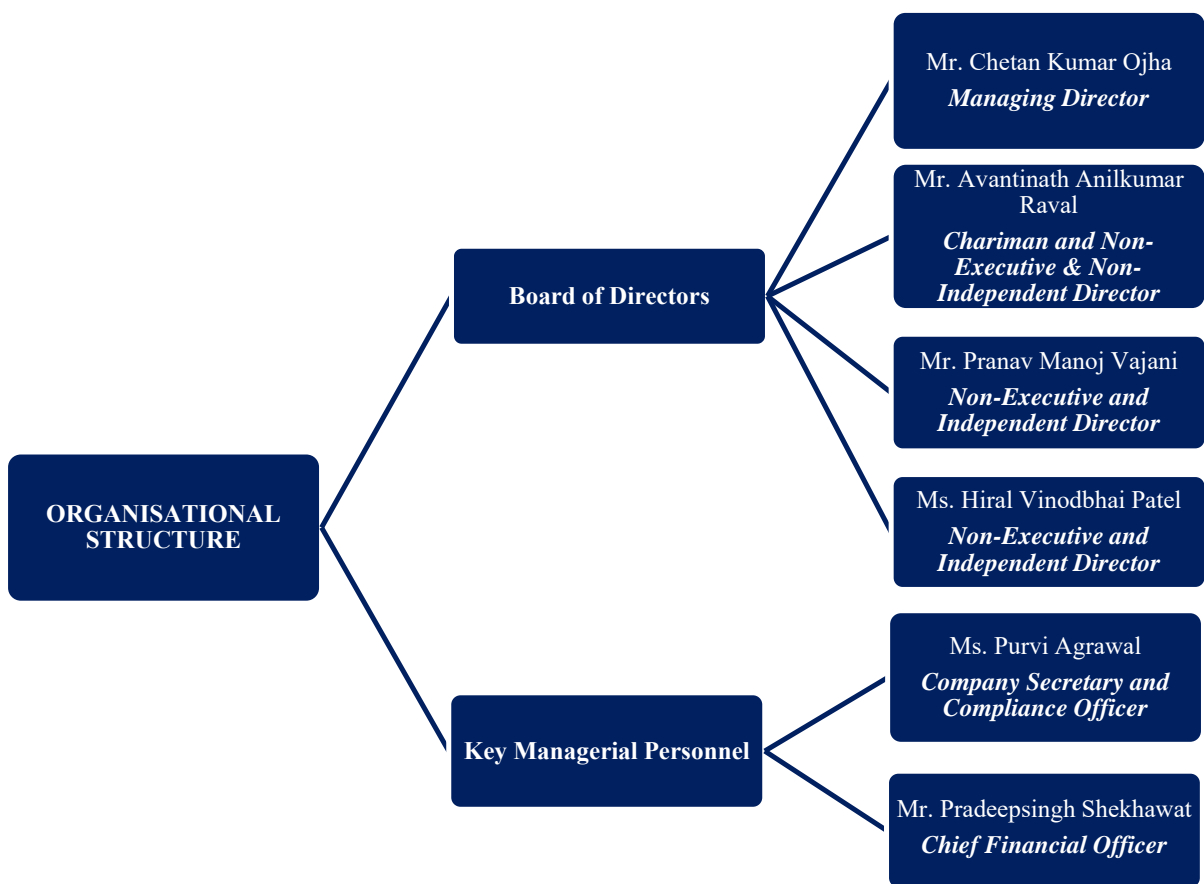 ORGANISATIONAL
STRUCTURE
Board of Directors
Mr. Chetan Kumar Ojha
Managing Director
Mr. Avantinath Anilkumar
Raval
Chariman and Non-
Executive & Non-
Independent Director
Mr. Pranav Manoj Vajani
Non-Executive and
Independent Director
Ms. Hiral Vinodbhai Patel
Non-Executive and
Independent Director
Key Managerial Personnel
Ms. Purvi Agrawal
Company Secretary and
Compliance Officer
Mr. Pradeepsingh Shekhawat
Chief Financial Officer